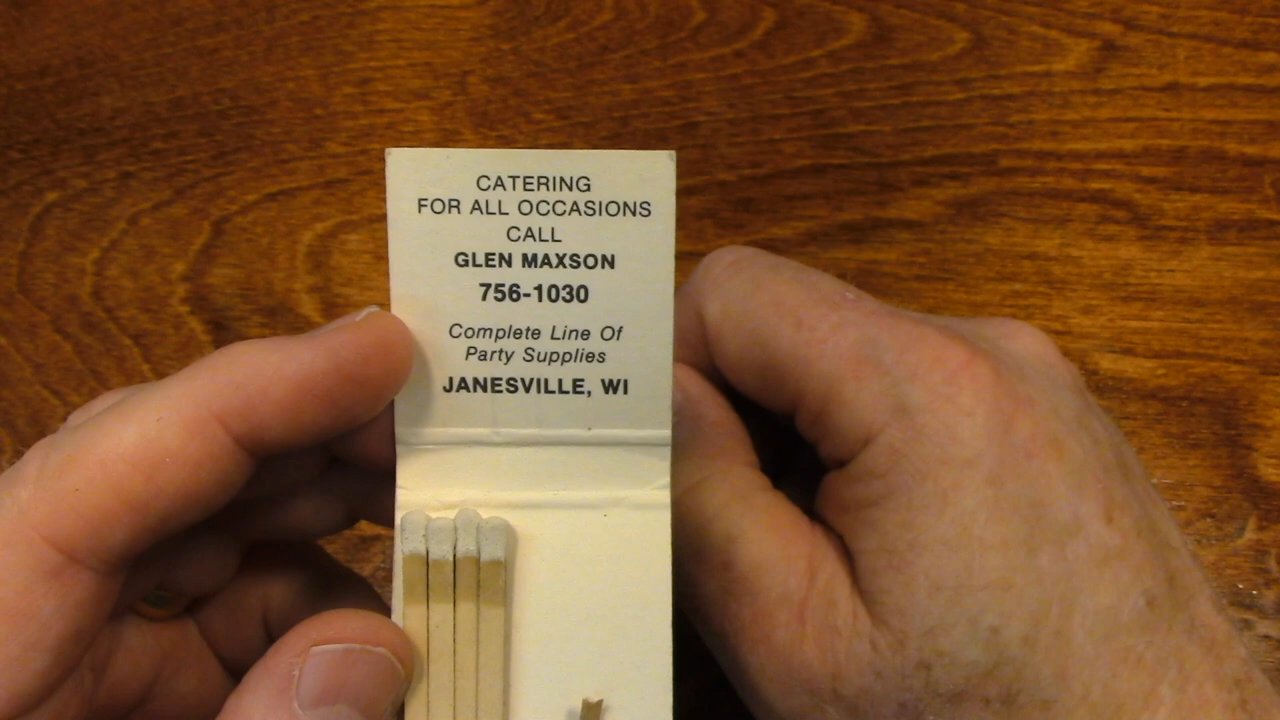 CATERING
FOR ALL OCCASIONS
CALL
GLEN MAXSON
756-1030
Complete Line Of
Party Supplies
JANESVILLE, WI